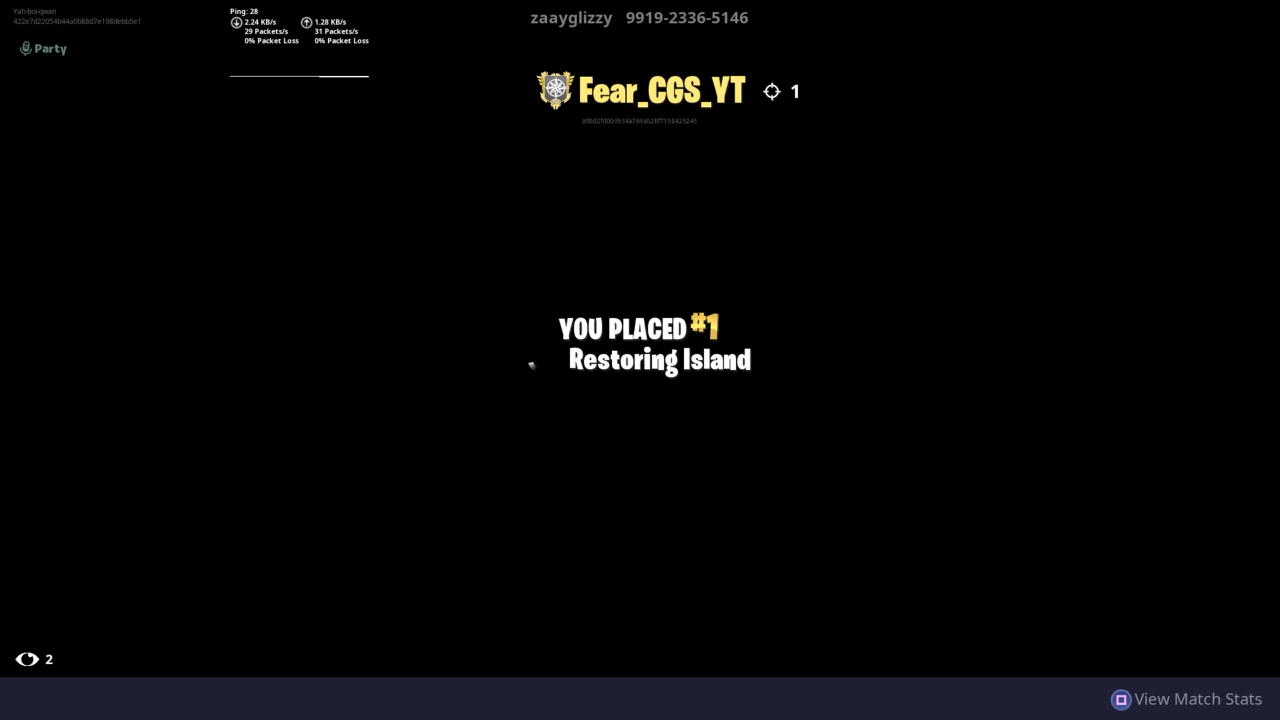 Yah-boi-qwan
422e7d22054b44a0b88d7e198debb5e1
Party
Ping: 28
2.24 KB/s
29 Packets/s
0% Packet Loss
1.28 KB/s
31 Packets/s
0% Packet Loss
zaayglizzy 9919-2336-5146
Fear_CGS_YT 1
YOU PLACED #1
Restoring Island
2
View Match Stats